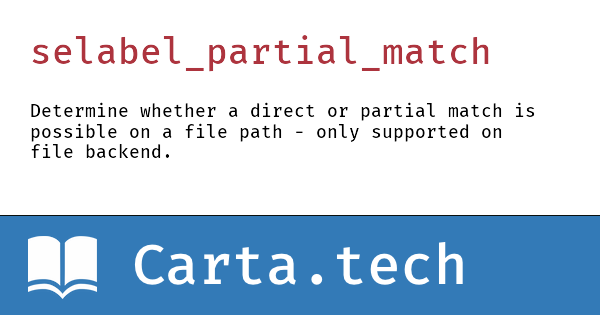 selabel_partial_match
Determine whether a direct or partial match is
possible on a file path - only supported on
file backend.
Carta.tech